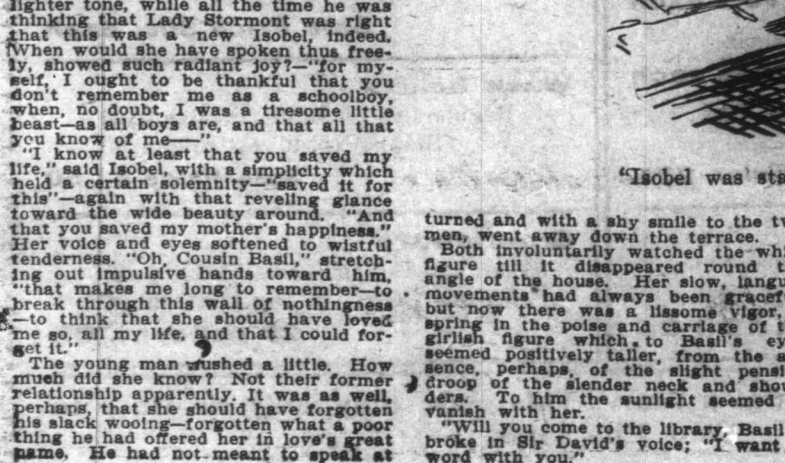 lighter tone, while all the time he was
thinking that Lady Stormont was right
that this was a new Isobel, indeed.
When would she have spoken thus free-
ly, showed such radiant joy?—"for my-
self, I ought to be thankful that you
don't remember me as a schoolboy,
when, no doubt, I was a tiresome little
beast—as all boys are, and that all that
you know of me——"
"I know at least that you saved my
life," said Isobel, with a simplicity which
held a certain solemnity—"saved it for
this"—again with that reveling glance
toward the wide beauty around. "And
that you saved my mother's happiness."
Her voice and eyes softened to wistful
tenderness. "Oh, Cousin Basil," stretch-
ing out impulsive hands toward him,
"that makes me long to remember—to
break through this wall of nothingness
—to think that she should have loved
me so, all my life, and that I could for-
get it."
The young man flushed a little. How
much did she know? Not their former
relationship apparently. It was as well,
perhaps, that she should have forgotten
his slack wooing—forgotten what a poor
thing he had offered her in love's great
name. He had not meant to speak at
"Isobel was sta
turned and with a shy smile to the tw
men, went away down the terrace.
Both involuntarily watched the whi
figure till it disappeared round t
angle of the house. Her slow, langu
movements had always been gracef
but now there was a lissome vigor,
spring in the poise and carriage of t
girlish figure which to Basil's ey
seemed positively taller, from the a
sence, perhaps, of the slight pensi
droop of the slender neck and shou
ders. To him the sunlight seemed
vanish with her.
"Will you come to the library, Basil
broke in Sir David's voice; "I want
word with you."